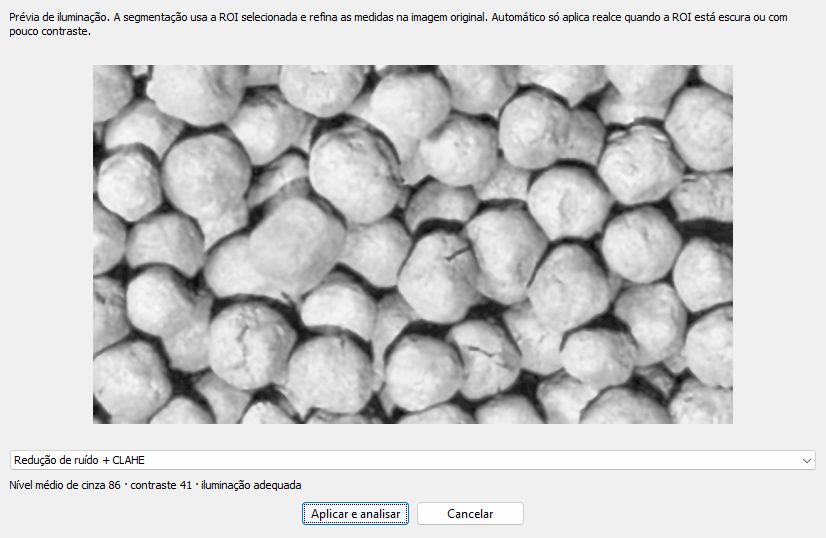 Prévia de iluminação. A segmentação usa a ROI selecionada e refina as medidas na imagem original. Automático só aplica realce quando a ROI está escura ou com
pouco contraste.
Redução de ruído + CLAHE
Nível médio de cinza 86 · contraste 41 · iluminação adequada
Aplicar e analisar
Cancelar